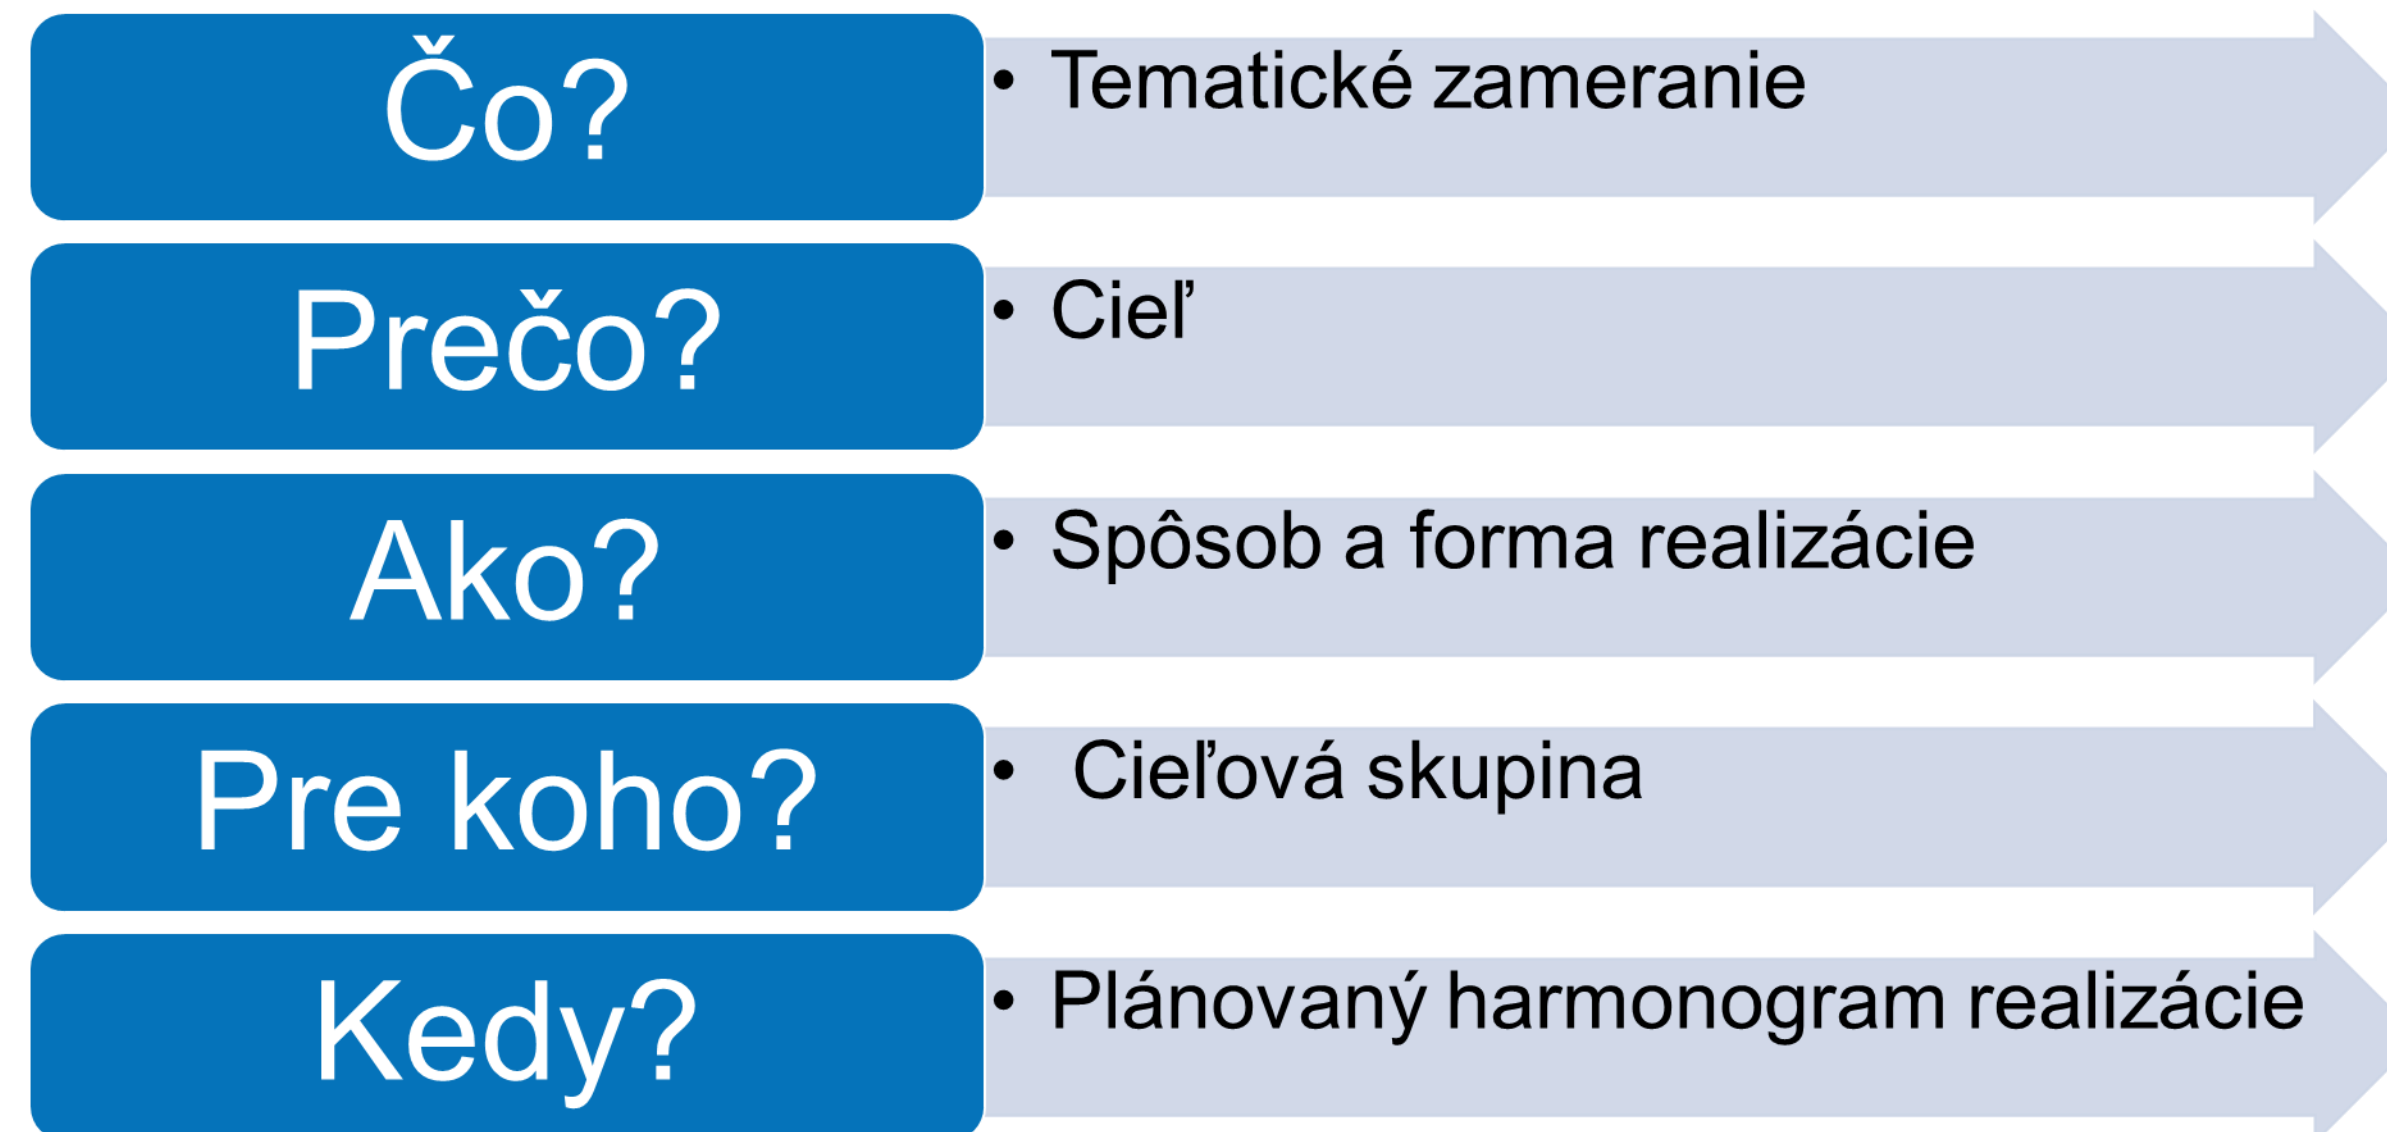 Čo?
• Tematické zameranie
Prečo?
• Cieľ
Ako?
• Spôsob a forma realizácie
Pre koho?
• Cieľová skupina
Kedy?
• Plánovaný harmonogram realizácie